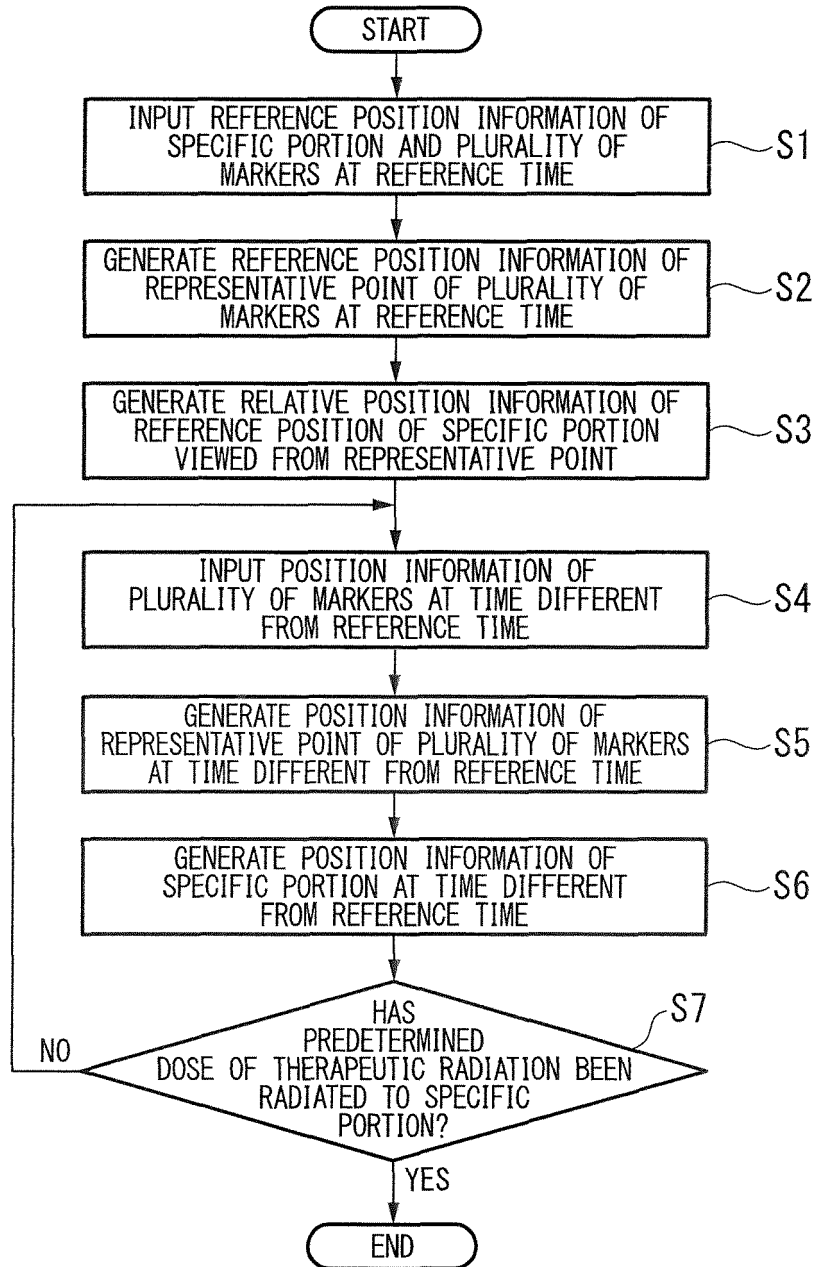 START
INPUT REFERENCE POSITION INFORMATION OF
SPECIFIC PORTION AND PLURALITY OF
MARKERS AT REFERENCE TIME
S1
GENERATE REFERENCE POSITION INFORMATION OF
REPRESENTATIVE POINT OF PLURALITY OF
MARKERS AT REFERENCE TIME
S2
GENERATE RELATIVE POSITION INFORMATION OF
REFERENCE POSITION OF SPECIFIC PORTION
VIEWED FROM REPRESENTATIVE POINT
S3
INPUT POSITION INFORMATION OF
PLURALITY OF MARKERS AT TIME DIFFERENT
FROM REFERENCE TIME
S4
GENERATE POSITION INFORMATION OF
REPRESENTATIVE POINT OF PLURALITY OF MARKERS
AT TIME DIFFERENT FROM REFERENCE TIME
S5
GENERATE POSITION INFORMATION OF
SPECIFIC PORTION AT TIME DIFFERENT
FROM REFERENCE TIME
S6
HAS
PREDETERMINED
DOSE OF THERAPEUTIC RADIATION BEEN
RADIATED TO SPECIFIC
PORTION?
S7
NO
YES
END